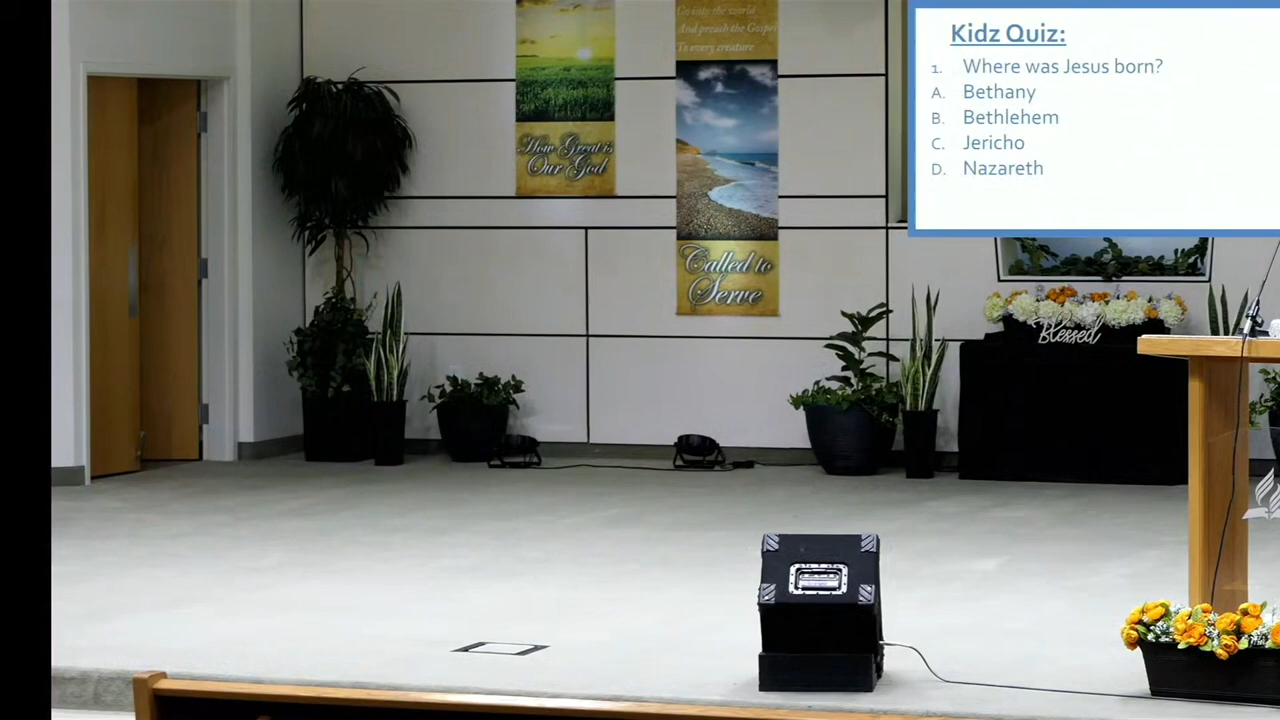 Go into the world
And preach the Gospel
To every creature
How Great is
Our God
Called to
Serve
Kidz Quiz:
1. Where was Jesus born?
A. Bethany
B. Bethlehem
C. Jericho
D. Nazareth
Blessed